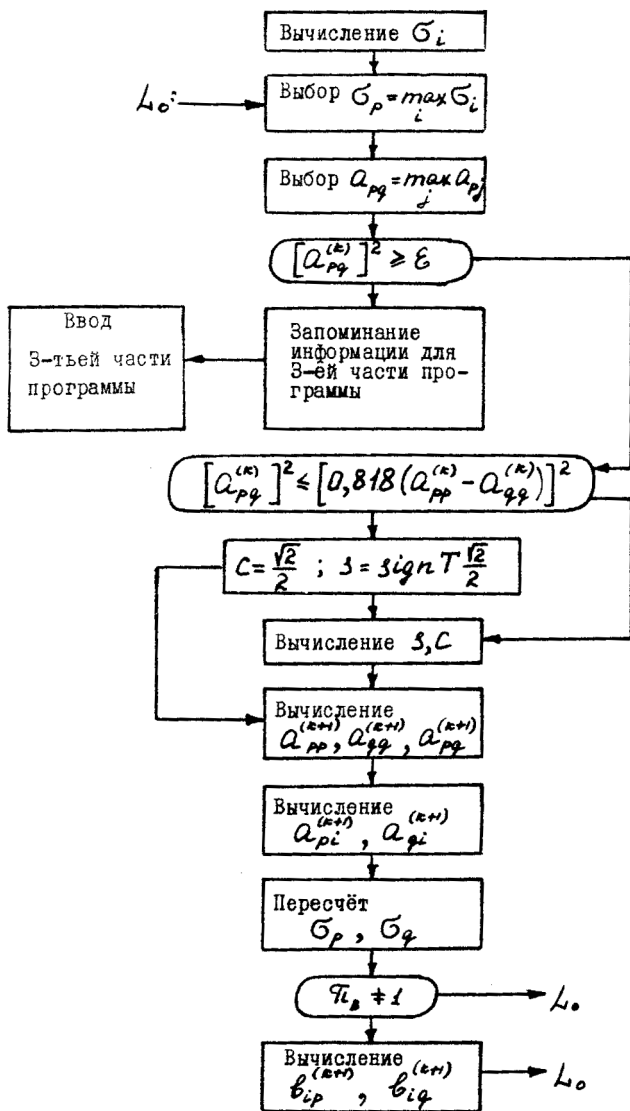 Вычисление σ_i
L₀:
Выбор σ_p = max σ_i
i
Выбор a_pq = max a_pj
j
[a_pq^(k)]² ⩾ ε
Ввод
3-тьей части
программы
Запоминание
информации для
3-ей части про-
граммы
[a_pq^(k)]² ⩽ [0,818 (a_pp^(k) - a_qq^(k))]²
c = √2/2 ; s = sign T √2/2
Вычисление s, c
Вычисление
a_pp^(k+1), a_qq^(k+1), a_pq^(k+1)
Вычисление
a_pi^(k+1), a_qi^(k+1)
Пересчёт
σ_p, σ_q
π_в ≠ 1
L₀
Вычисление
b_ip^(k+1), b_iq^(k+1)
L₀